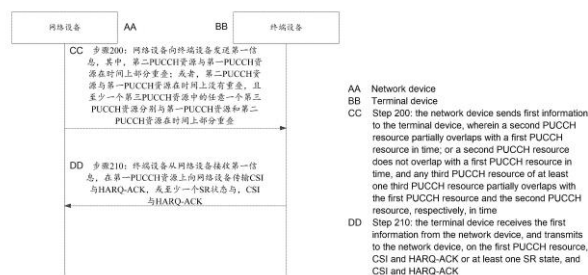 网络设备
AA
BB
终端设备
CC 步骤200：网络设备向终端设备发送第一信
息，其中，第二PUCCH资源与第一PUCCH资
源在时间上部分重叠；或者，第二PUCCH资源
与第一PUCCH资源在时间上没有重叠，且
至少一个第三PUCCH资源中的任意一个第三
PUCCH资源分别与第一PUCCH资源和第二
PUCCH资源在时间上部分重叠
DD 步骤210：终端设备从网络设备接收第一信
息，在第一PUCCH资源上向网络设备传输CSI
与HARQ-ACK，或至少一个SR状态与，CSI
与HARQ-ACK
AA Network device
BB Terminal device
CC Step 200: the network device sends first information
to the terminal device, wherein a second PUCCH
resource partially overlaps with a first PUCCH
resource in time; or a second PUCCH resource
does not overlap with a first PUCCH resource in
time, and any third PUCCH resource of at least
one third PUCCH resource partially overlaps with
the first PUCCH resource and the second PUCCH
resource, respectively, in time
DD Step 210: the terminal device receives the first
information from the network device, and transmits
to the network device, on the first PUCCH resource,
CSI and HARQ-ACK or at least one SR state, and
CSI and HARQ-ACK